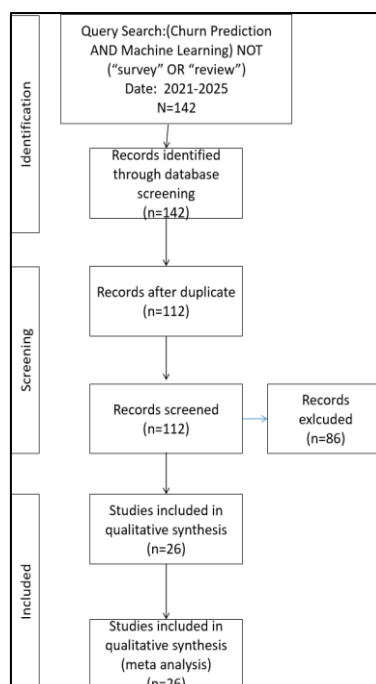 Identification
Query Search:(Churn Prediction
AND Machine Learning) NOT
(“survey” OR “review”)
Date: 2021-2025
N=142
Records identified
through database
screening
(n=142)
Screening
Records after duplicate
(n=112)
Records screened
(n=112)
Records
exlcuded
(n=86)
Included
Studies included in
qualitative synthesis
(n=26)
Studies included in
qualitative synthesis
(meta analysis)
(n=26)